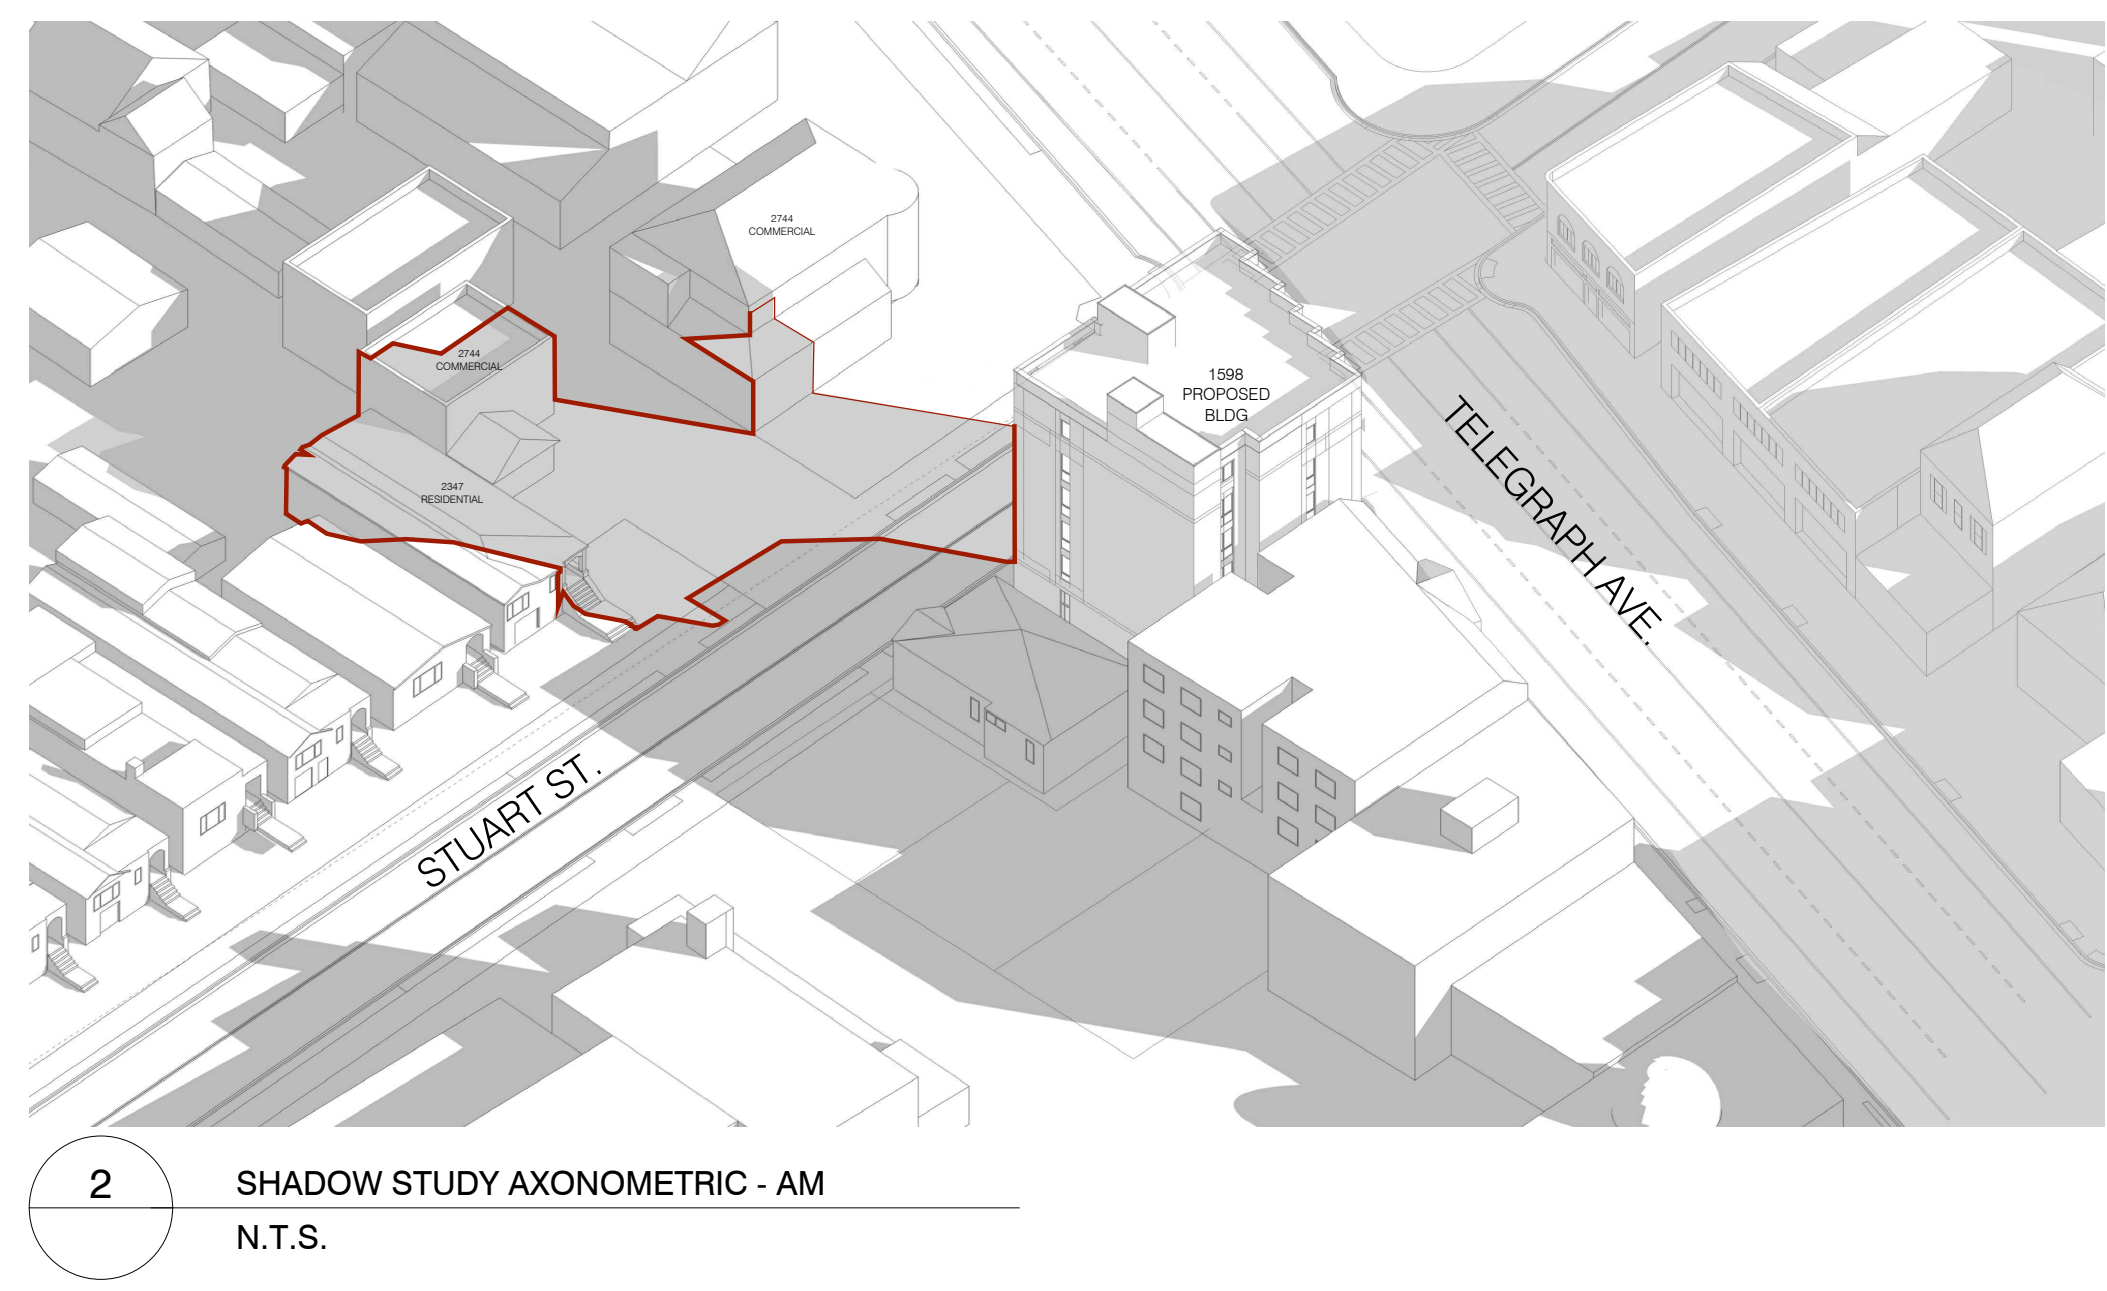 2744
COMMERCIAL
2744
COMMERCIAL
1598
PROPOSED
BLDG
2347
RESIDENTIAL
TELEGRAPH AVE.
STUART ST.
2
SHADOW STUDY AXONOMETRIC - AM
N.T.S.